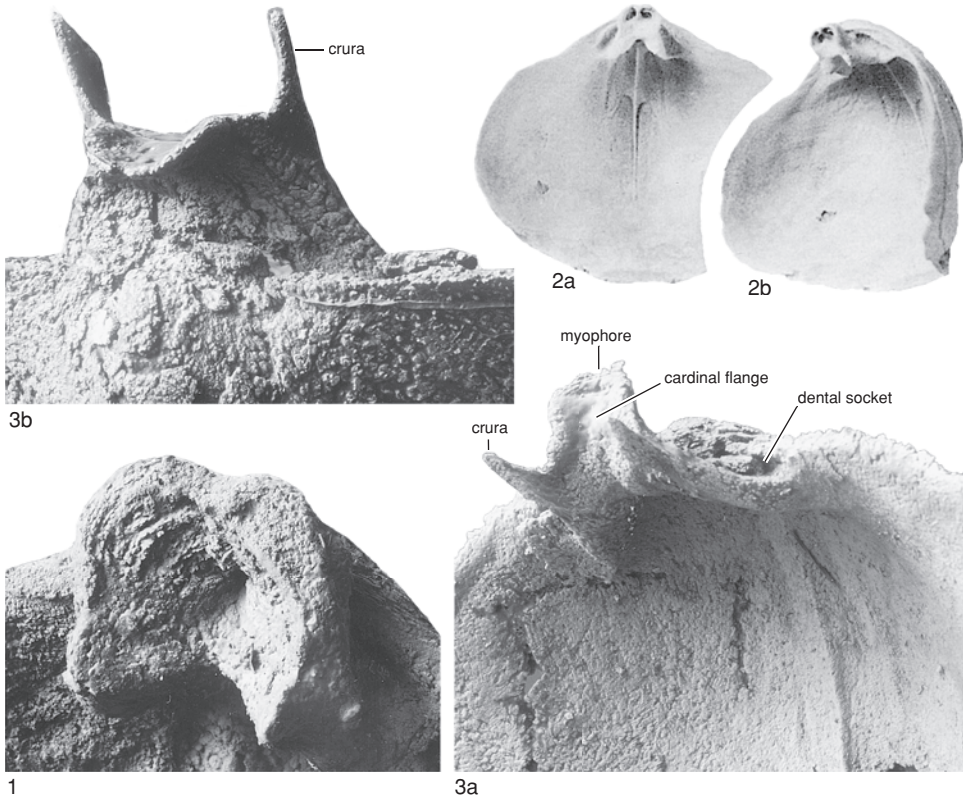 crura
2a
2b
3b
myophore
cardinal flange
dental socket
crura
1
3a